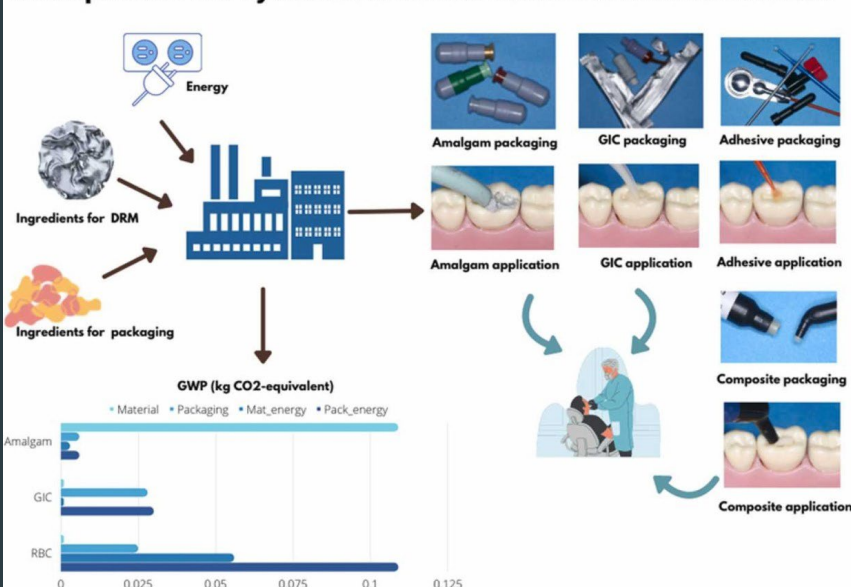 Energy
Ingredients for DRM
Ingredients for packaging
Amalgam packaging
GIC packaging
Adhesive packaging
Amalgam application
GIC application
Adhesive application
Composite packaging
Composite application
GWP (kg CO2-equivalent)
Material Packaging Mat_energy Pack_energy
Amalgam
GIC
RBC
0 0.025 0.05 0.075 0.1 0.125